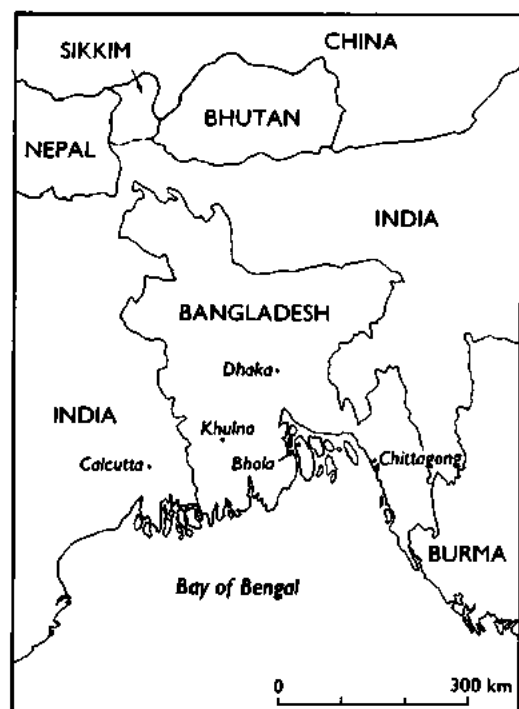 SIKKIM
CHINA
BHUTAN
NEPAL
INDIA
BANGLADESH
Dhaka
INDIA
Khulna
Calcutta
Bhola
Chittagong
BURMA
Bay of Bengal
0 300 km